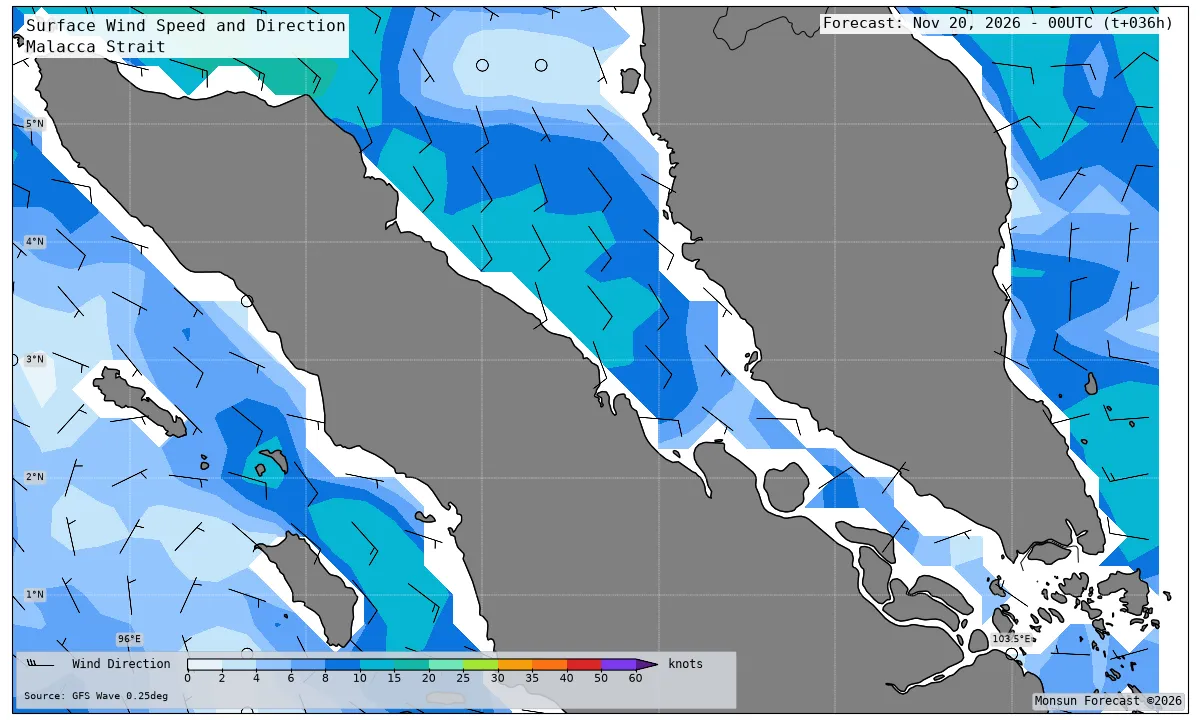 Surface Wind Speed and Direction
Malacca Strait
Forecast: Nov 20, 2026 - 00UTC (t+036h)
5°N
4°N
3°N
2°N
1°N
96°E
103.5°E
Wind Direction
0 2 4 6 8 10 12 15 20 25 30 35 40 50 60
knots
Source: GFS Wave 0.25deg
Monsun Forecast ©2026